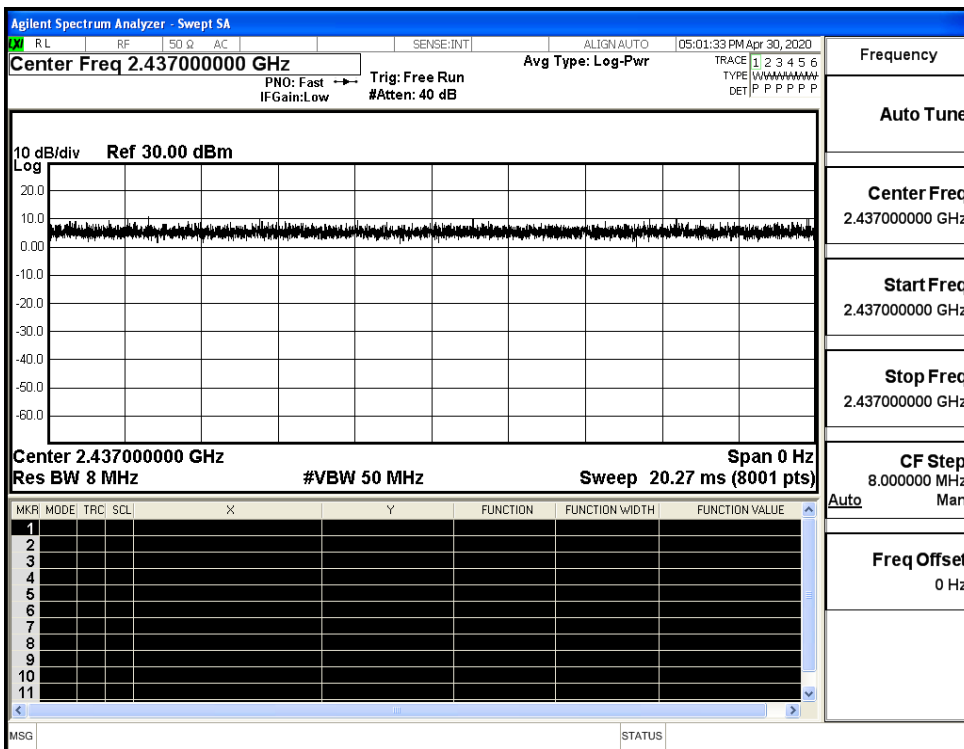 Agilent Spectrum Analyzer - Swept SA
LXI RL RF 50 Ω AC SENSE:INT ALIGN AUTO 05:01:33 PM Apr 30, 2020
Center Freq 2.437000000 GHz
PNO: Fast
IFGain:Low
Trig: Free Run
#Atten: 40 dB
Avg Type: Log-Pwr
TRACE 1 2 3 4 5 6
TYPE WWWWWW
DET P P P P P P
10 dB/div Ref 30.00 dBm
Log
20.0
10.0
0.00
-10.0
-20.0
-30.0
-40.0
-50.0
-60.0
Center 2.437000000 GHz Span 0 Hz
Res BW 8 MHz #VBW 50 MHz Sweep 20.27 ms (8001 pts)
MKR MODE TRC SCL X Y FUNCTION FUNCTION WIDTH FUNCTION VALUE
1
2
3
4
5
6
7
8
9
10
11
MSG STATUS
Frequency
Auto Tune
Center Freq
2.437000000 GHz
Start Freq
2.437000000 GHz
Stop Freq
2.437000000 GHz
CF Step
8.000000 MHz
Auto Man
Freq Offset
0 Hz